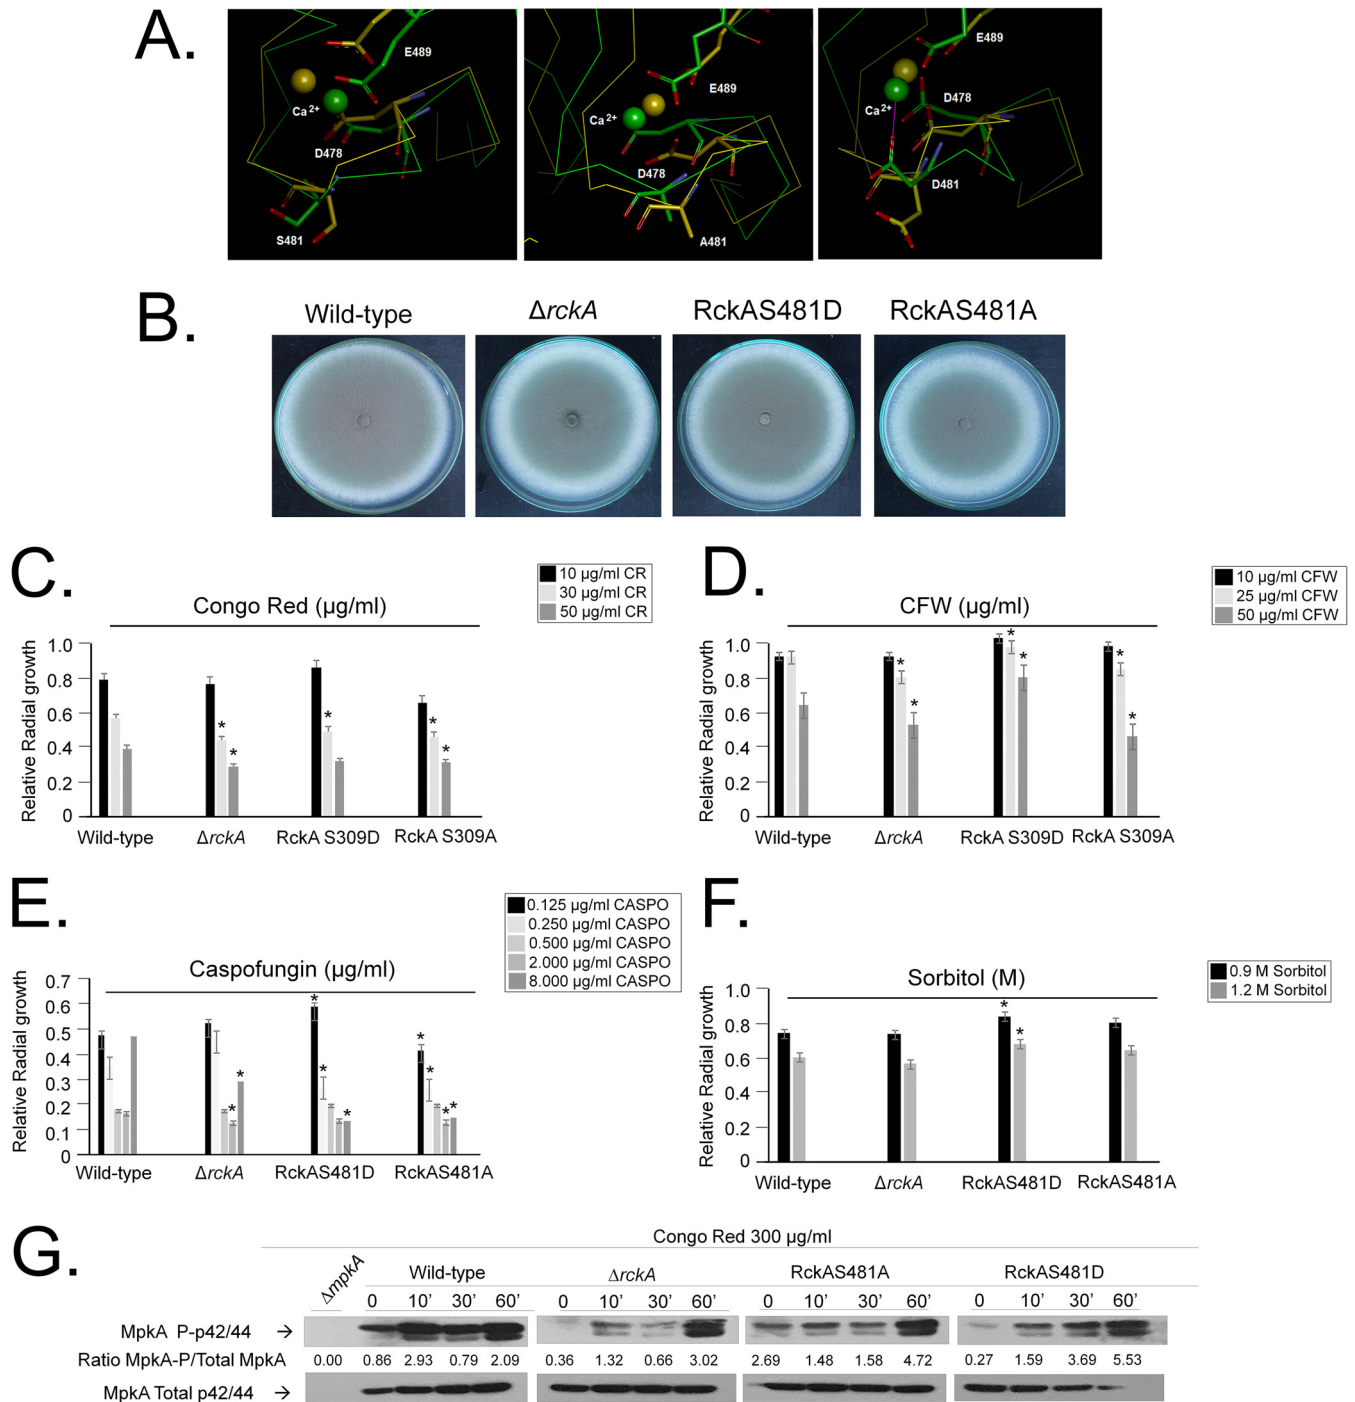 A.
E489
Ca2+
D478
S481
E489
Ca2+
D478
A481
E489
D478
Ca2+
D481
B.
Wild-type
ΔrckA
RckAS481D
RckAS481A
C.
10 µg/ml CR
30 µg/ml CR
50 µg/ml CR
Congo Red (µg/ml)
Relative Radial growth
1.0
0.8
0.6
0.4
0.2
0
* * * * *
Wild-type ΔrckA RckA S309D RckA S309A
D.
10 µg/ml CFW
25 µg/ml CFW
50 µg/ml CFW
CFW (µg/ml)
Relative Radial growth
1.0
0.8
0.6
0.4
0.2
0
* * * * * *
Wild-type ΔrckA RckA S309D RckA S309A
E.
0.125 µg/ml CASPO
0.250 µg/ml CASPO
0.500 µg/ml CASPO
2.000 µg/ml CASPO
8.000 µg/ml CASPO
Caspofungin (µg/ml)
Relative Radial growth
0.7
0.6
0.5
0.4
0.3
0.2
0.1
0
* * * * * * * * *
Wild-type ΔrckA RckAS481D RckAS481A
F.
0.9 M Sorbitol
1.2 M Sorbitol
Sorbitol (M)
Relative Radial growth
1.0
0.8
0.6
0.4
0.2
0
* *
Wild-type ΔrckA RckAS481D RckAS481A
G.
Congo Red 300 µg/ml
ΔmpkA Wild-type ΔrckA RckAS481A RckAS481D
0 10' 30' 60' 0 10' 30' 60' 0 10' 30' 60' 0 10' 30' 60'
MpkA P-p42/44 →
Ratio MpkA-P/Total MpkA 0.00 0.86 2.93 0.79 2.09 0.36 1.32 0.66 3.02 2.69 1.48 1.58 4.72 0.27 1.59 3.69 5.53
MpkA Total p42/44 →